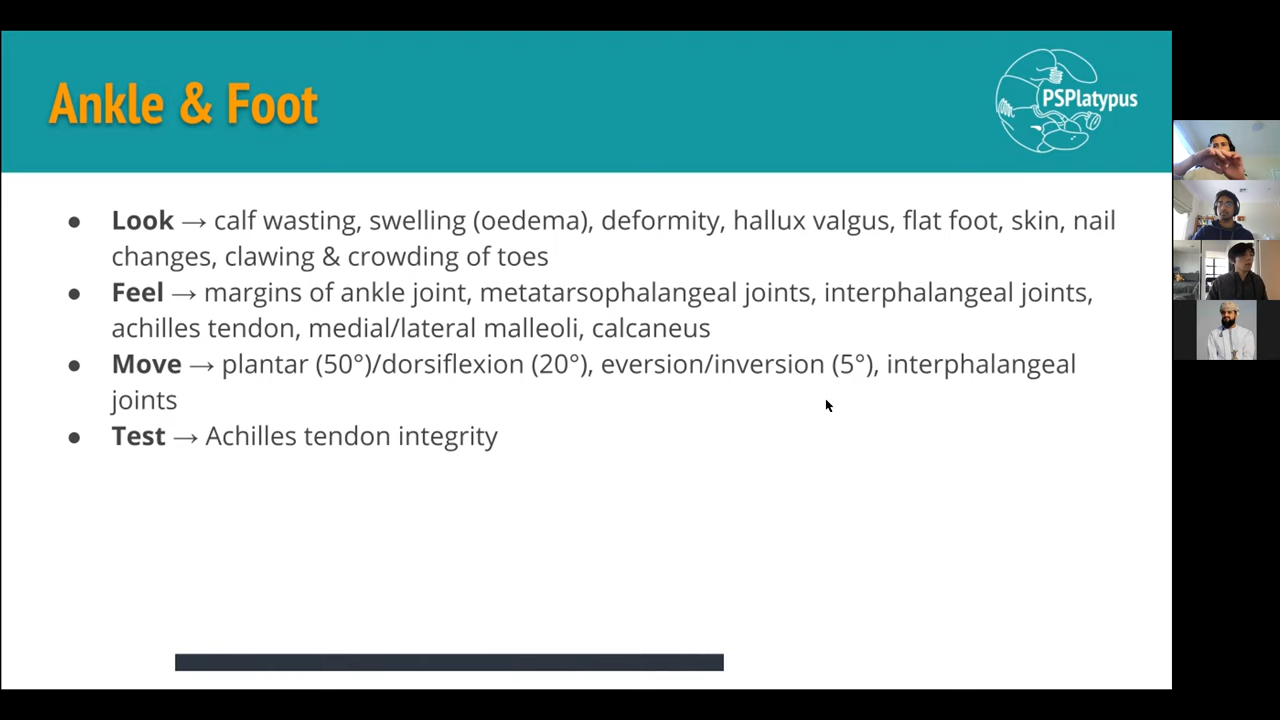 Ankle & Foot
PSPlatypus
● Look → calf wasting, swelling (oedema), deformity, hallux valgus, flat foot, skin, nail
changes, clawing & crowding of toes
● Feel → margins of ankle joint, metatarsophalangeal joints, interphalangeal joints,
achilles tendon, medial/lateral malleoli, calcaneus
● Move → plantar (50°)/dorsiflexion (20°), eversion/inversion (5°), interphalangeal
joints
● Test → Achilles tendon integrity